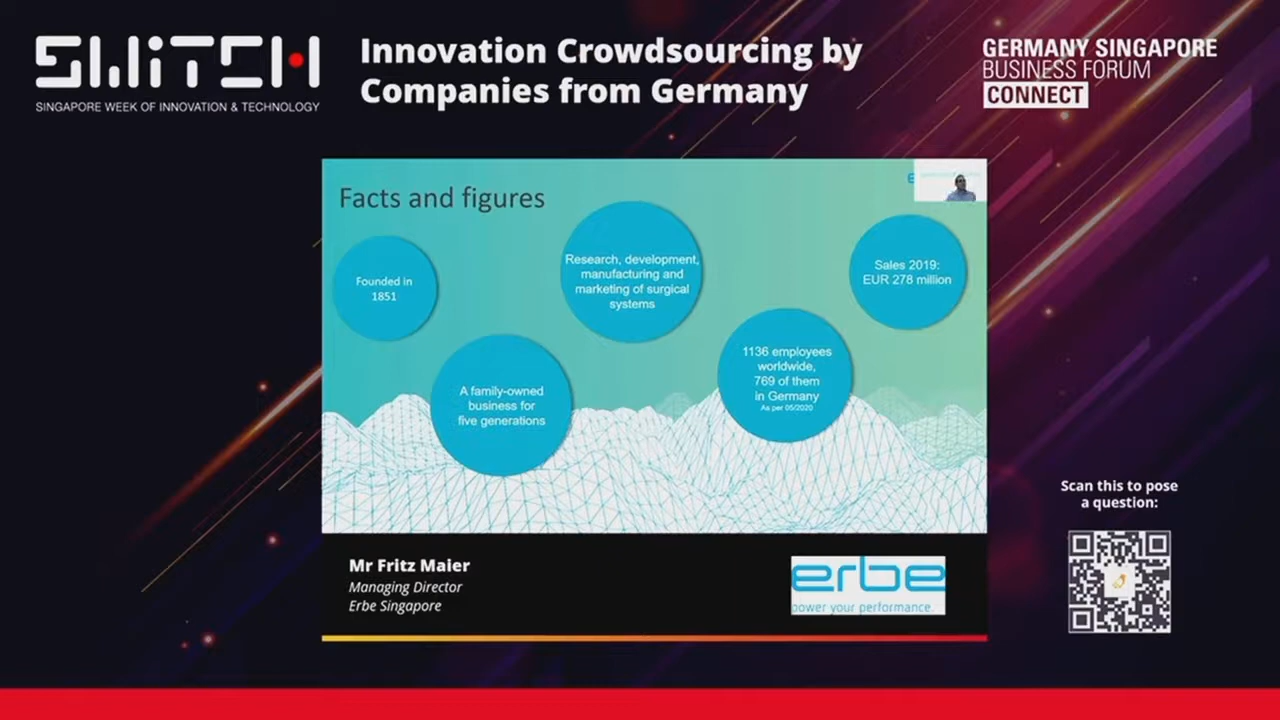 SWITCH
SINGAPORE WEEK OF INNOVATION & TECHNOLOGY
Innovation Crowdsourcing by
Companies from Germany
GERMANY SINGAPORE
BUSINESS FORUM
CONNECT
Facts and figures
Founded in
1851
A family-owned
business for
five generations
Research, development,
manufacturing and
marketing of surgical
systems
1136 employees
worldwide,
769 of them
in Germany
As per 05/2020
Sales 2019:
EUR 278 million
Mr Fritz Maier
Managing Director
Erbe Singapore
erbe
power your performance.
Scan this to pose
a question: